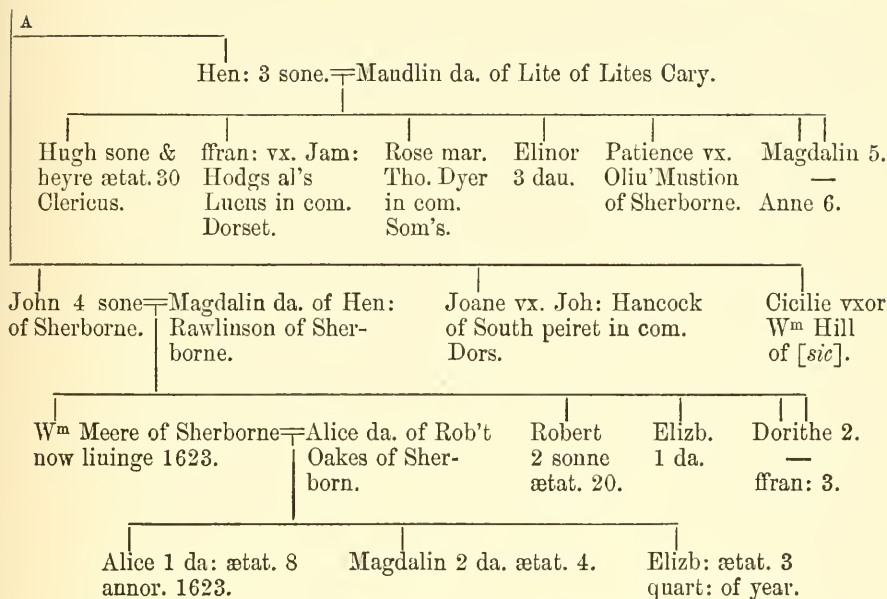 A
Hen: 3 sone.=Maudlin da. of Lite of Lites Cary.
Hugh sone &
heyre ætat. 30
Clericus.
ffran: vx. Jam:
Hodgs al's
Lucus in com.
Dorset.
Rose mar.
Tho. Dyer
in com.
Som's.
Elinor
3 dau.
Patience vx.
Oliu'Mustion
of Sherborne.
Magdalin 5.
—
Anne 6.
John 4 sone=Magdalin da. of Hen:
of Sherborne.
Rawlinson of Sher-
borne.
Joane vx. Joh: Hancock
of South peiret in com.
Dors.
Cicilie vxor
Wᵐ Hill
of [sic].
Wᵐ Meere of Sherborne=Alice da. of Rob't
now liuinge 1623.
Oakes of Sher-
born.
Robert
2 sonne
ætat. 20.
Elizb.
1 da.
Dorithe 2.
—
ffran: 3.
Alice 1 da: ætat. 8
annor. 1623.
Magdalin 2 da. ætat. 4.
Elizb: ætat. 3
quart: of year.